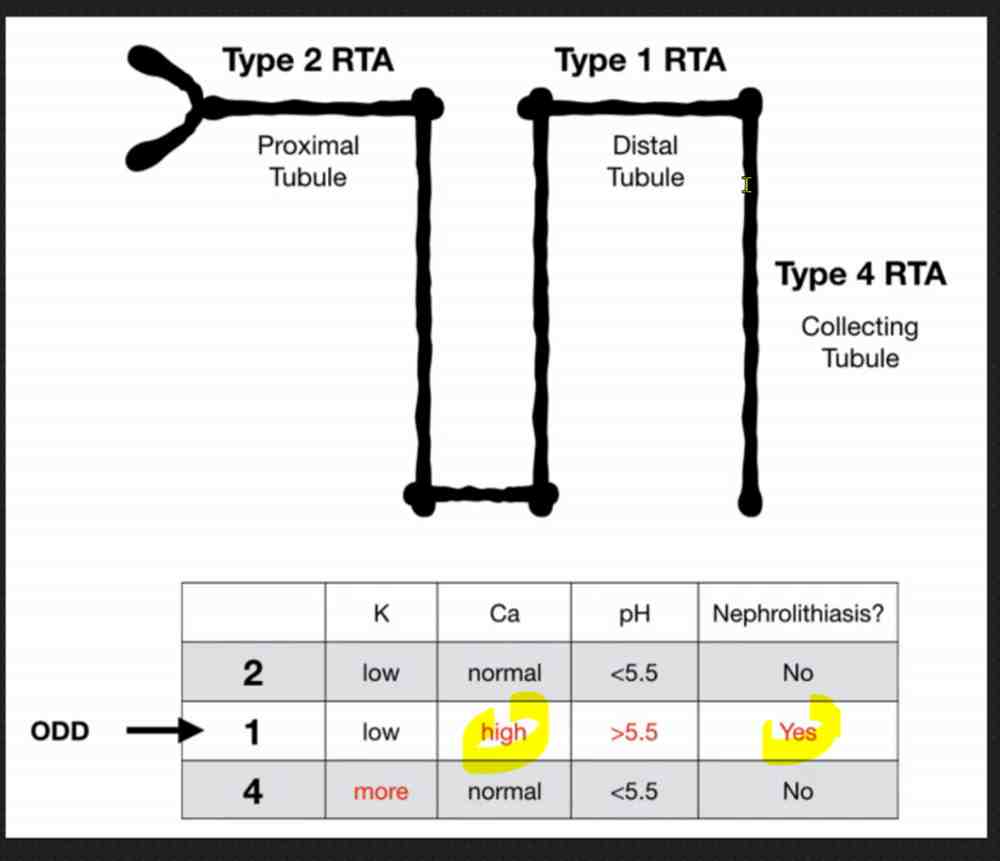 Type 2 RTA
Type 1 RTA
Proximal
Tubule
Distal
Tubule
Type 4 RTA
Collecting
Tubule
K Ca pH Nephrolithiasis?
2 low normal <5.5 No
ODD 1 low high >5.5 Yes
4 more normal <5.5 No